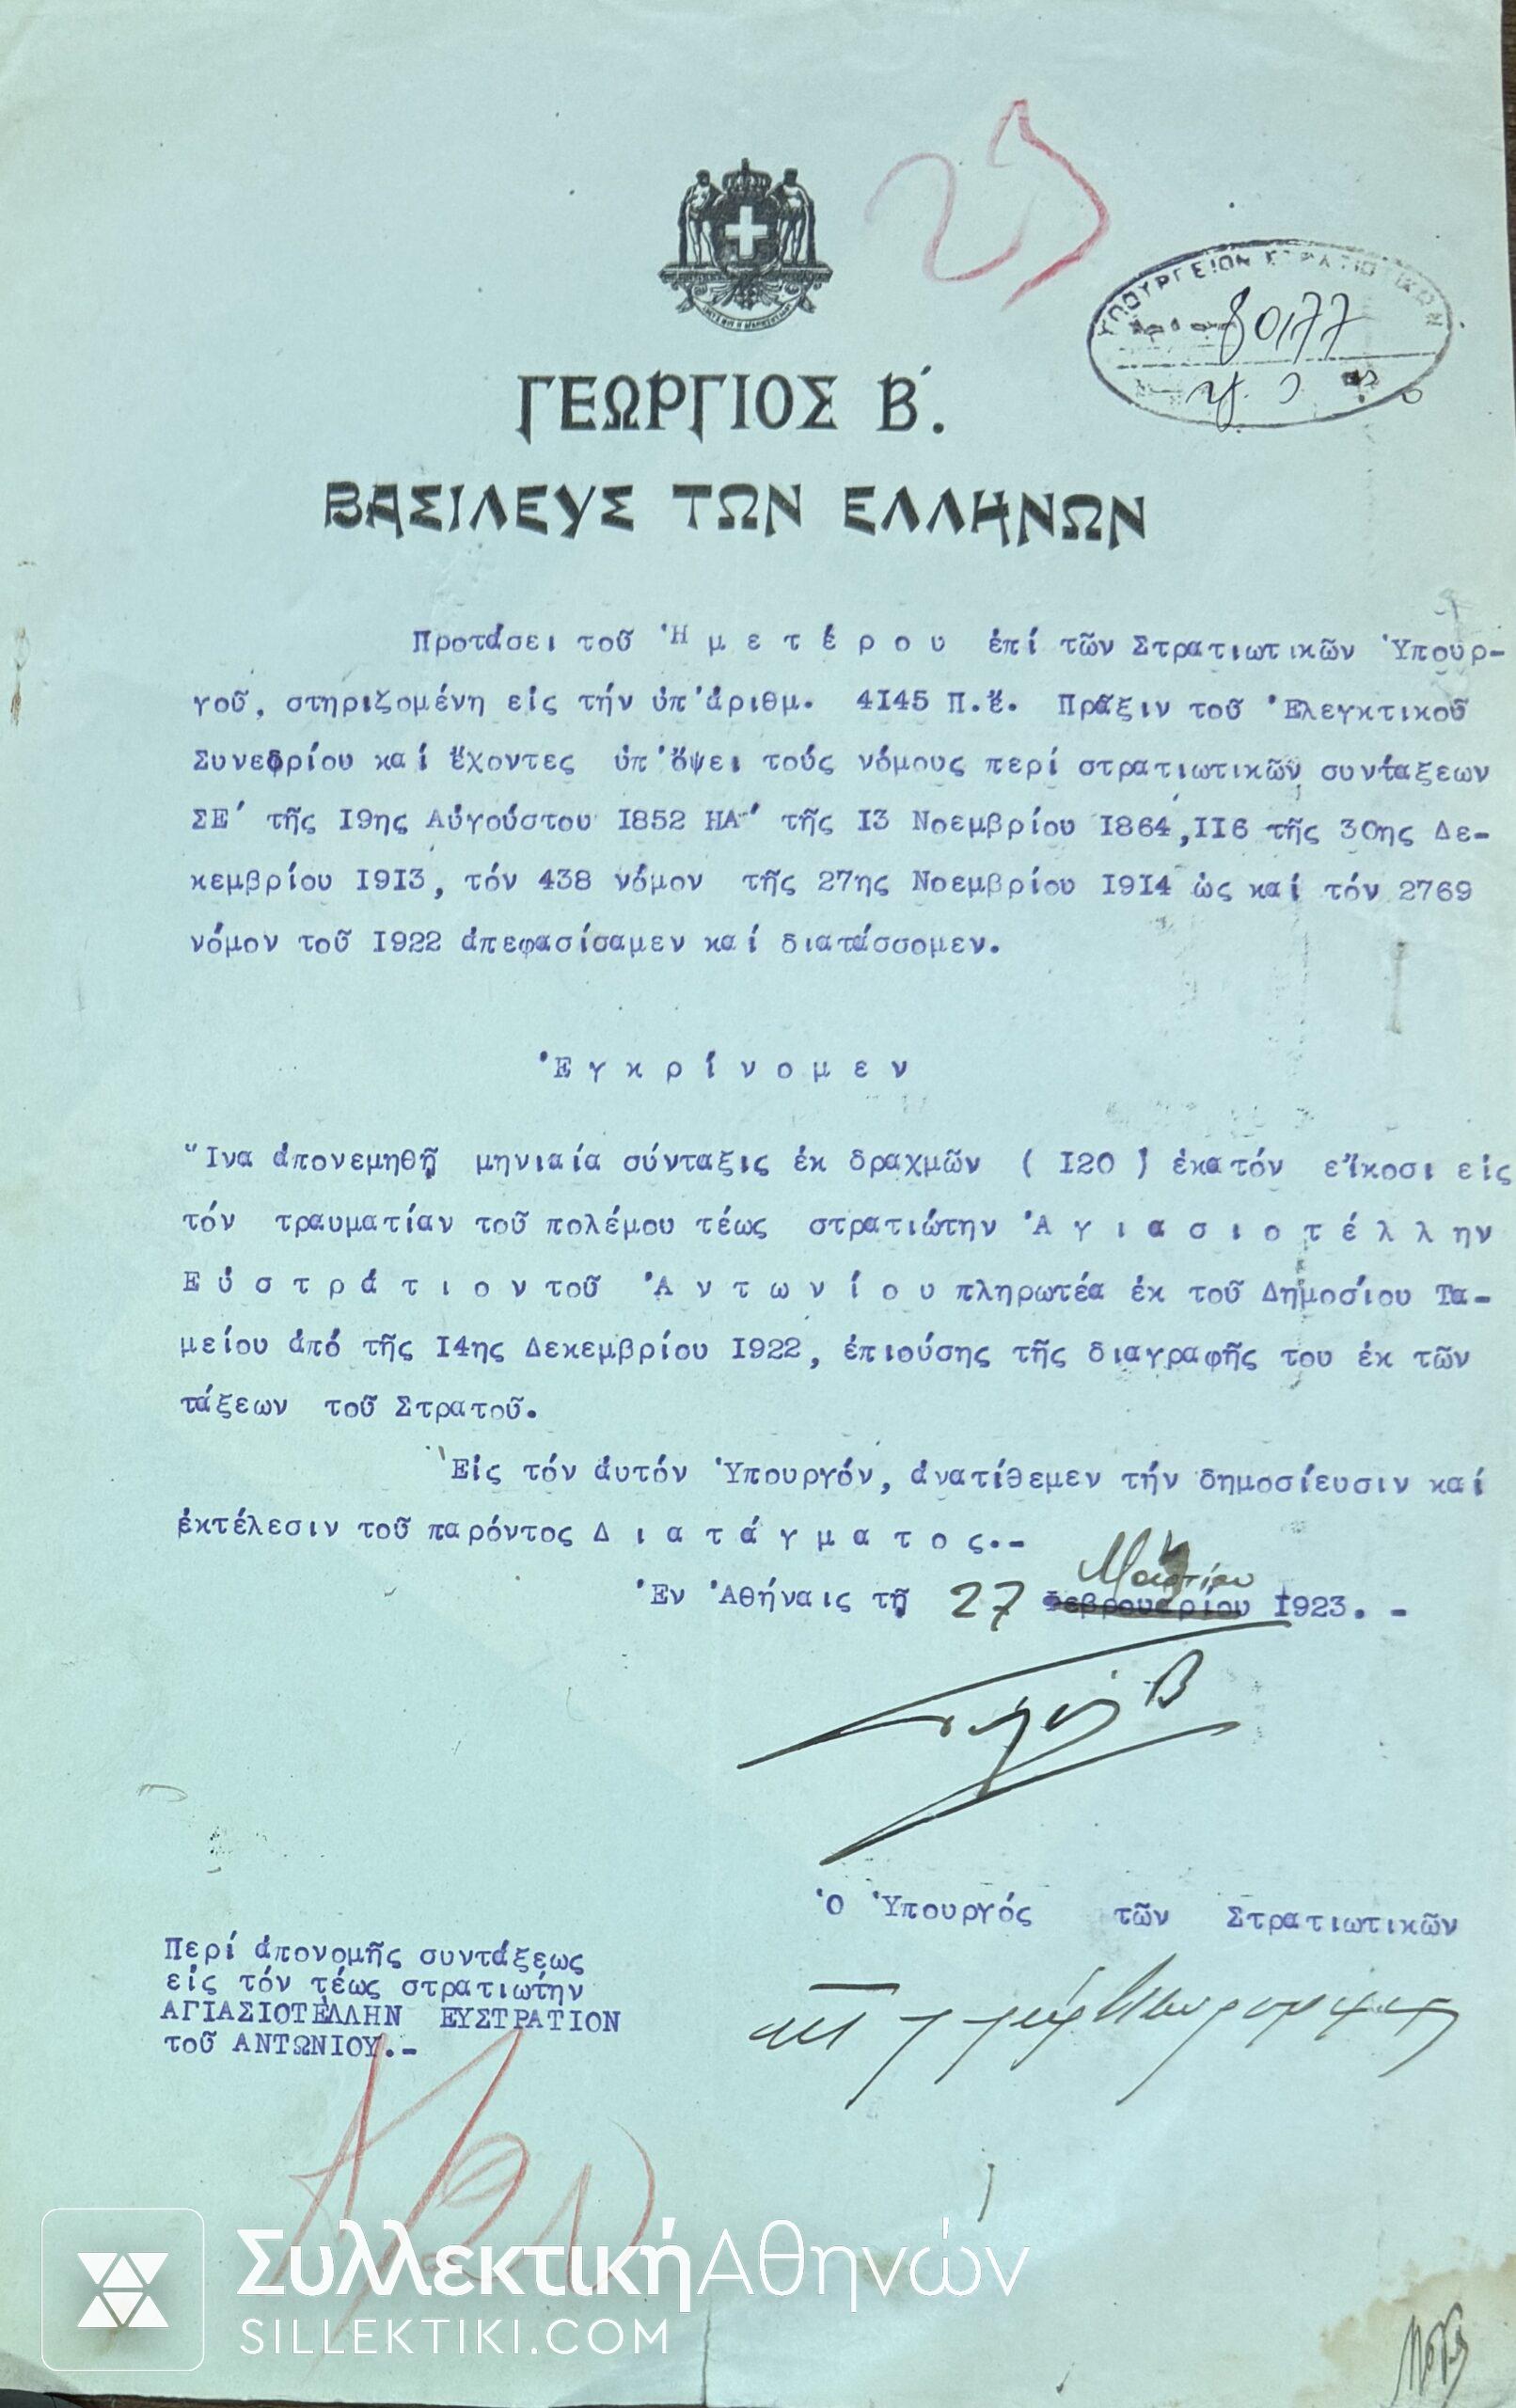 23
ΥΠΟΥΡΓΕΙΟΝ ΣΤΡΑΤΙΩΤΙΚΩΝ
80177
ΓΕΩΡΓΙΟΣ Β΄.
ΒΑΣΙΛΕΥΣ ΤΩΝ ΕΛΛΗΝΩΝ
Προτάσει τοῦ Ἡμετέρου ἐπί τῶν Στρατιωτικῶν Ὑπουρ-
γοῦ, στηριζομένη εἰς τήν ὑπ'ἀριθμ. 4145 Π.Ἔ. Πρᾶξιν τοῦ Ἐλεγκτικοῦ
Συνεδρίου καί ἔχοντες ὑπ'ὄψει τούς νόμους περί στρατιωτικῶν συντάξεων
ΣΕ΄ τῆς 19ης Αὐγούστου 1852 ΗΑ΄ τῆς 13 Νοεμβρίου 1864,116 τῆς 30ης Δε-
κεμβρίου 1913, τόν 438 νόμον τῆς 27ης Νοεμβρίου 1914 ὡς καί τόν 2769
νόμον τοῦ 1922 ἀπεφασίσαμεν καί διατάσσομεν.
Ἐγκρίνομεν
Ἵνα ἀπονεμηθῇ μηνιαία σύνταξις ἐκ δραχμῶν ( 120 ) ἑκατόν εἴκοσι εἰς
τόν τραυματίαν τοῦ πολέμου τέως στρατιώτην Ἀγιασιοτέλλην
Εὐστράτιον τοῦ Ἀντωνίου πληρωτέα ἐκ τοῦ Δημοσίου Τα-
μείου ἀπό τῆς 14ης Δεκεμβρίου 1922, ἐπιούσης τῆς διαγραφῆς του ἐκ τῶν
τάξεων τοῦ Στρατοῦ.
Εἰς τόν ἀυτόν Ὑπουργόν, ἀνατίθεμεν τήν δημοσίευσιν καί
ἐκτέλεσιν τοῦ παρόντος Διατάγματος.-
Μαρτίου
Ἐν Ἀθήναις τῇ 27 Φεβρουαρίου 1923. -
Ὁ Ὑπουργός τῶν Στρατιωτικῶν
Περί ἀπονομῆς συντάξεως
εἰς τόν τέως στρατιώτην
ΑΓΙΑΣΙΟΤΕΛΛΗΝ ΕΥΣΤΡΑΤΙΟΝ
τοῦ ΑΝΤΩΝΙΟΥ.-
Συλλεκτική Αθηνών
SILLEKTIKI.COM